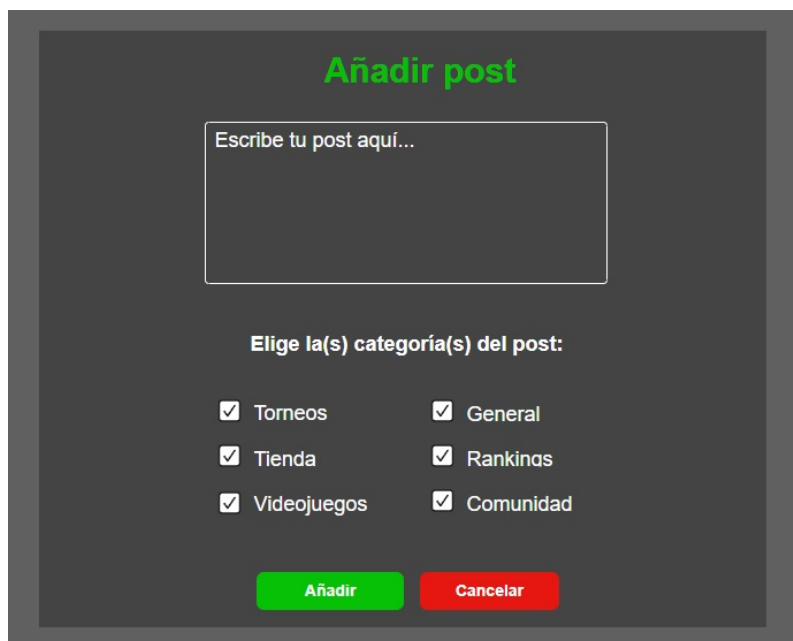 Añadir post
Escribe tu post aquí...
Elige la(s) categoría(s) del post:
Torneos General
Tienda Rankings
Videojuegos Comunidad
Añadir Cancelar